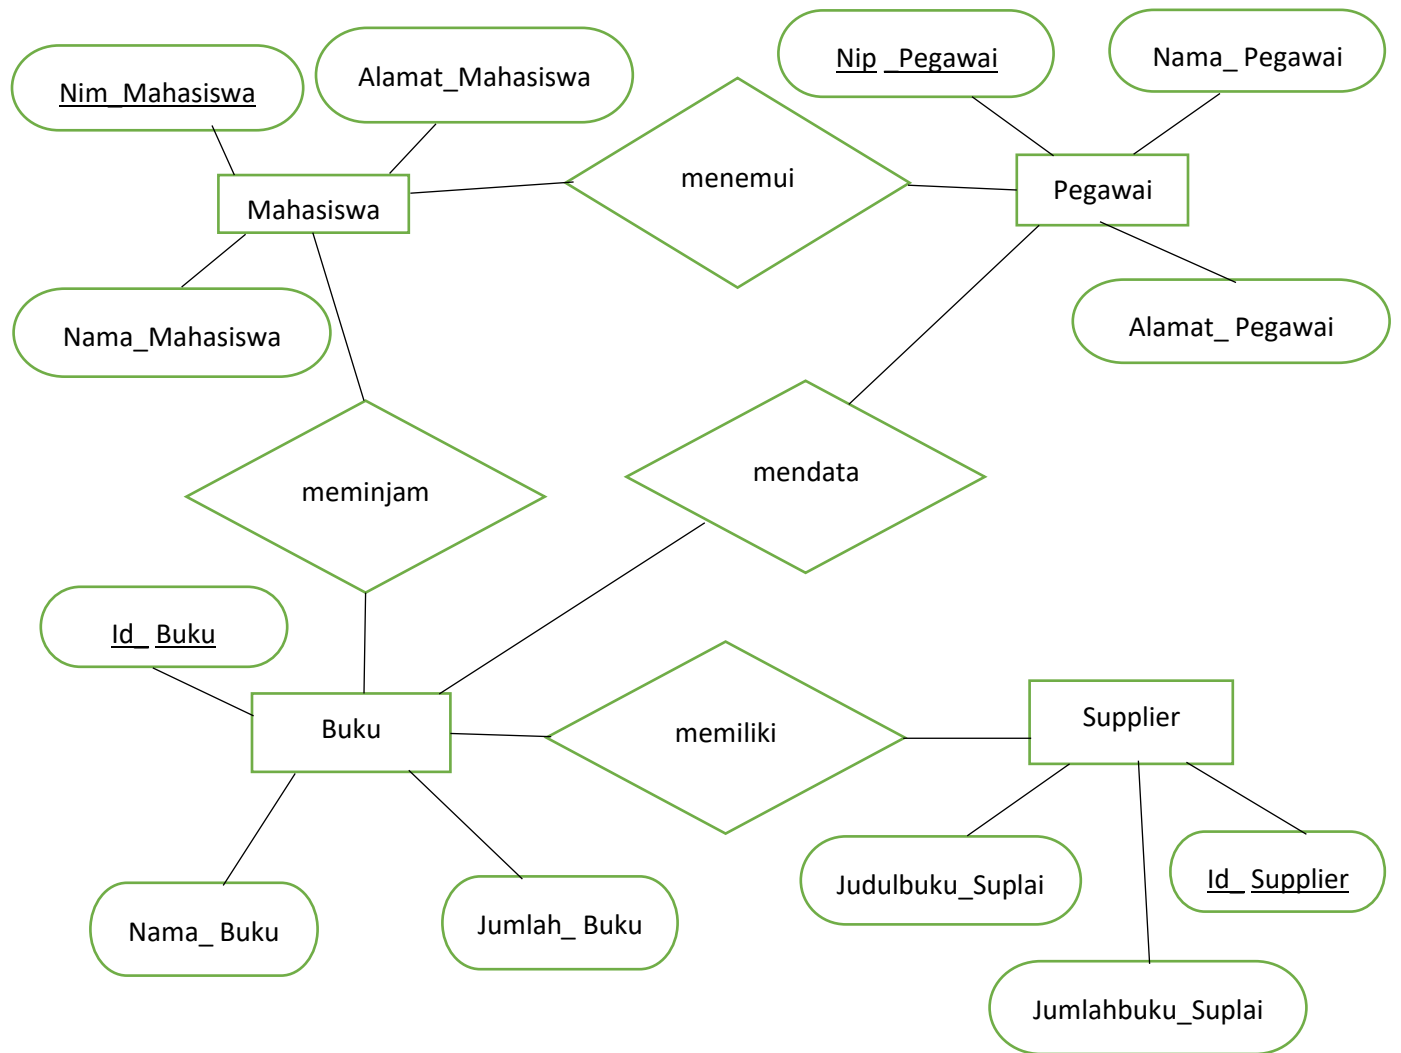 Nim_Mahasiswa
Alamat_Mahasiswa
Nip _Pegawai
Nama_ Pegawai
menemui
Mahasiswa
Pegawai
Nama_Mahasiswa
Alamat_ Pegawai
meminjam
mendata
Id_ Buku
Buku
memiliki
Supplier
Judulbuku_Suplai
Id_ Supplier
Nama_ Buku
Jumlah_ Buku
Jumlahbuku_Suplai